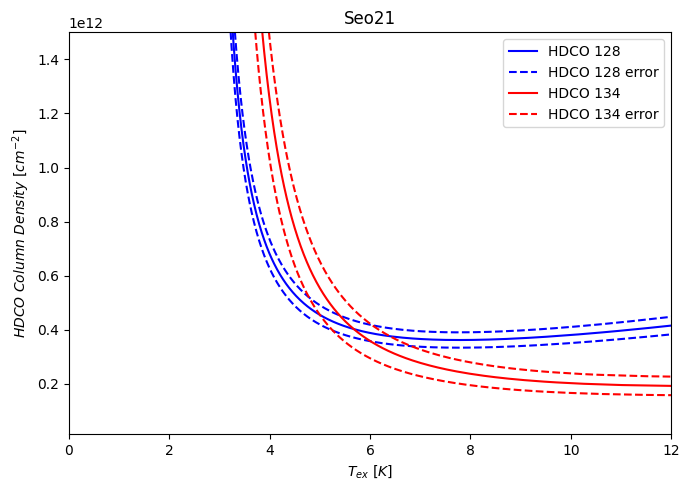 Seo21
1e12
HDCO 128
HDCO 128 error
HDCO 134
HDCO 134 error
1.4
1.2
1.0
0.8
0.6
0.4
0.2
HDCO Column Density [cm⁻²]
0 2 4 6 8 10 12
T_ex [K]